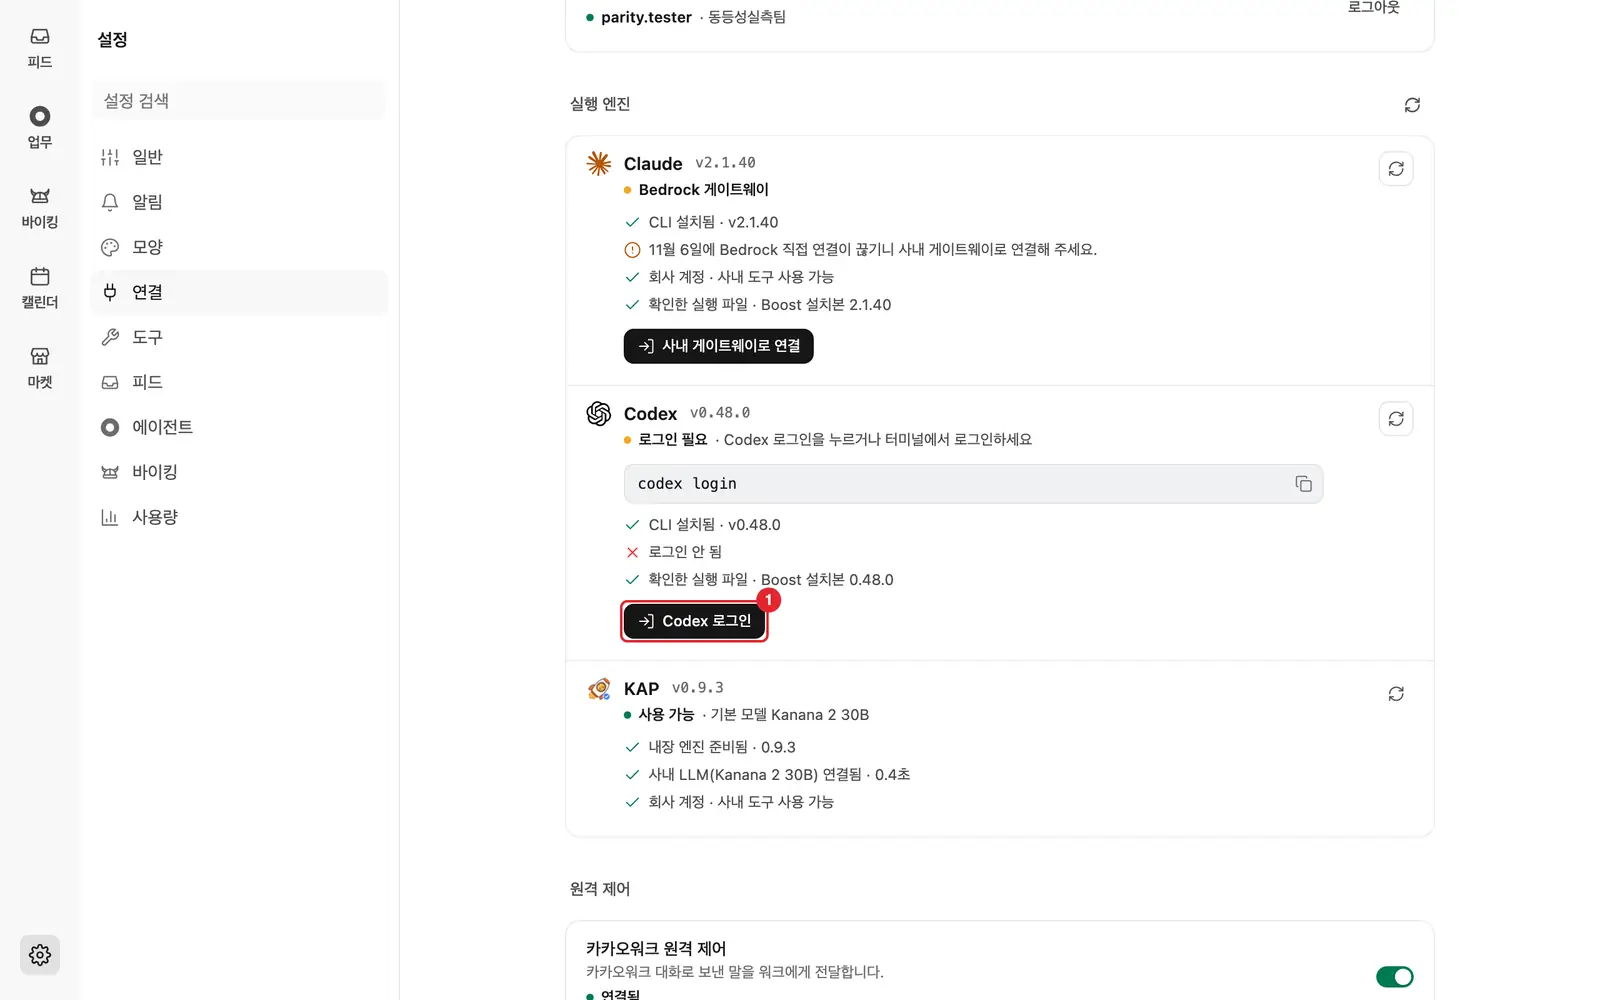 피드
업무
바이킹
캘린더
마켓
설정
설정 검색
일반
알림
모양
연결
도구
피드
에이전트
바이킹
사용량
parity.tester · 동등성실측팀
로그아웃
실행 엔진
Claude v2.1.40
Bedrock 게이트웨이
CLI 설치됨 · v2.1.40
11월 6일에 Bedrock 직접 연결이 끊기니 사내 게이트웨이로 연결해 주세요.
회사 계정 · 사내 도구 사용 가능
확인한 실행 파일 · Boost 설치본 2.1.40
사내 게이트웨이로 연결
Codex v0.48.0
로그인 필요 · Codex 로그인을 누르거나 터미널에서 로그인하세요
codex login
CLI 설치됨 · v0.48.0
로그인 안 됨
확인한 실행 파일 · Boost 설치본 0.48.0
1
Codex 로그인
KAP v0.9.3
사용 가능 · 기본 모델 Kanana 2 30B
내장 엔진 준비됨 · 0.9.3
사내 LLM(Kanana 2 30B) 연결됨 · 0.4초
회사 계정 · 사내 도구 사용 가능
원격 제어
카카오워크 원격 제어
카카오워크 대화로 보낸 말을 워크에게 전달합니다.
연결됨